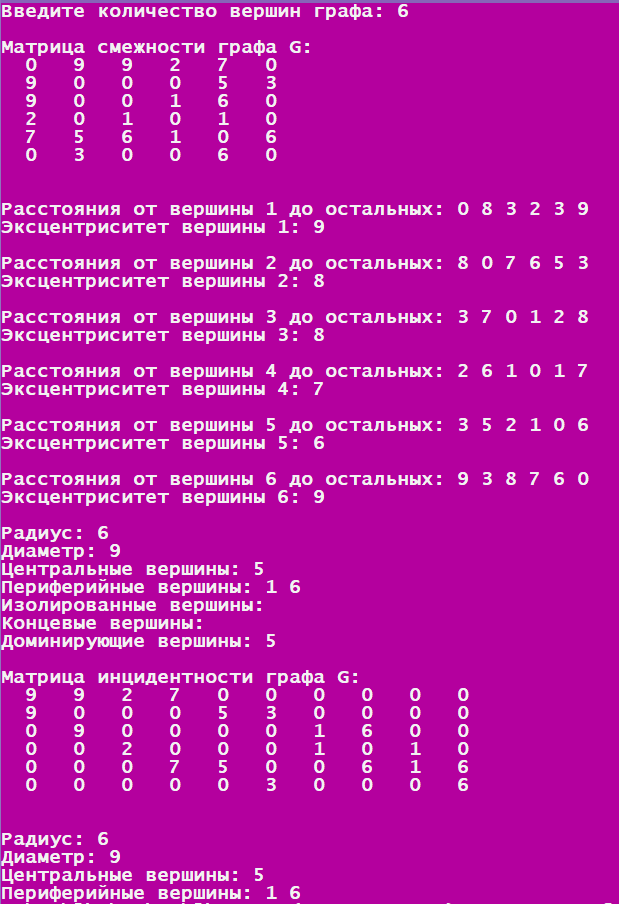 Введите количество вершин графа: 6
Матрица смежности графа G:
0 9 9 2 7 0
9 0 0 0 5 3
9 0 0 1 6 0
2 0 1 0 1 0
7 5 6 1 0 6
0 3 0 0 6 0
Расстояния от вершины 1 до остальных: 0 8 3 2 3 9
Эксцентриситет вершины 1: 9
Расстояния от вершины 2 до остальных: 8 0 7 6 5 3
Эксцентриситет вершины 2: 8
Расстояния от вершины 3 до остальных: 3 7 0 1 2 8
Эксцентриситет вершины 3: 8
Расстояния от вершины 4 до остальных: 2 6 1 0 1 7
Эксцентриситет вершины 4: 7
Расстояния от вершины 5 до остальных: 3 5 2 1 0 6
Эксцентриситет вершины 5: 6
Расстояния от вершины 6 до остальных: 9 3 8 7 6 0
Эксцентриситет вершины 6: 9
Радиус: 6
Диаметр: 9
Центральные вершины: 5
Периферийные вершины: 1 6
Изолированные вершины:
Концевые вершины:
Доминирующие вершины: 5
Матрица инцидентности графа G:
9 9 2 7 0 0 0 0 0 0
9 0 0 0 5 3 0 0 0 0
0 9 0 0 0 0 1 6 0 0
0 0 2 0 0 0 1 0 1 0
0 0 0 7 5 0 0 6 1 6
0 0 0 0 0 3 0 0 0 6
Радиус: 6
Диаметр: 9
Центральные вершины: 5
Периферийные вершины: 1 6